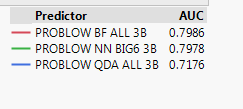 Predictor AUC
PROBLOW BF ALL 3B 0.7986
PROBLOW NN BIG6 3B 0.7978
PROBLOW QDA ALL 3B 0.7176